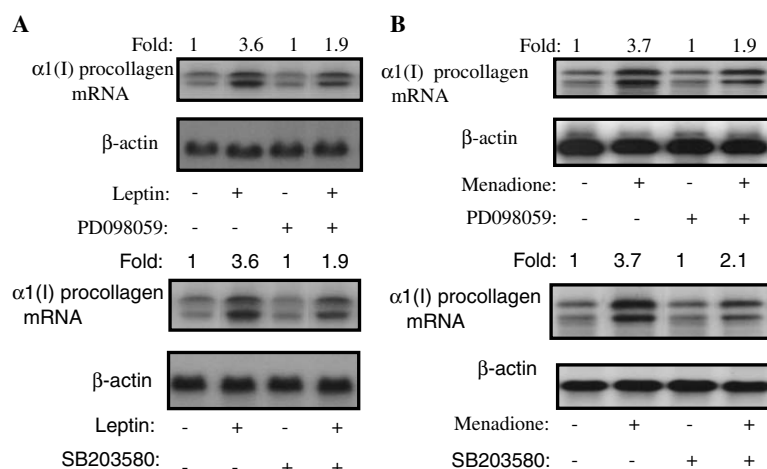 A
Fold: 1 3.6 1 1.9
α1(I) procollagen
mRNA
β-actin
Leptin: - + - +
PD098059: - - + +
Fold: 1 3.6 1 1.9
α1(I) procollagen
mRNA
β-actin
Leptin: - + - +
SB203580: - - + +
B
Fold: 1 3.7 1 1.9
α1(I) procollagen
mRNA
β-actin
Menadione: - + - +
PD098059: - - + +
Fold: 1 3.7 1 2.1
α1(I) procollagen
mRNA
β-actin
Menadione: - + - +
SB203580: - - + +